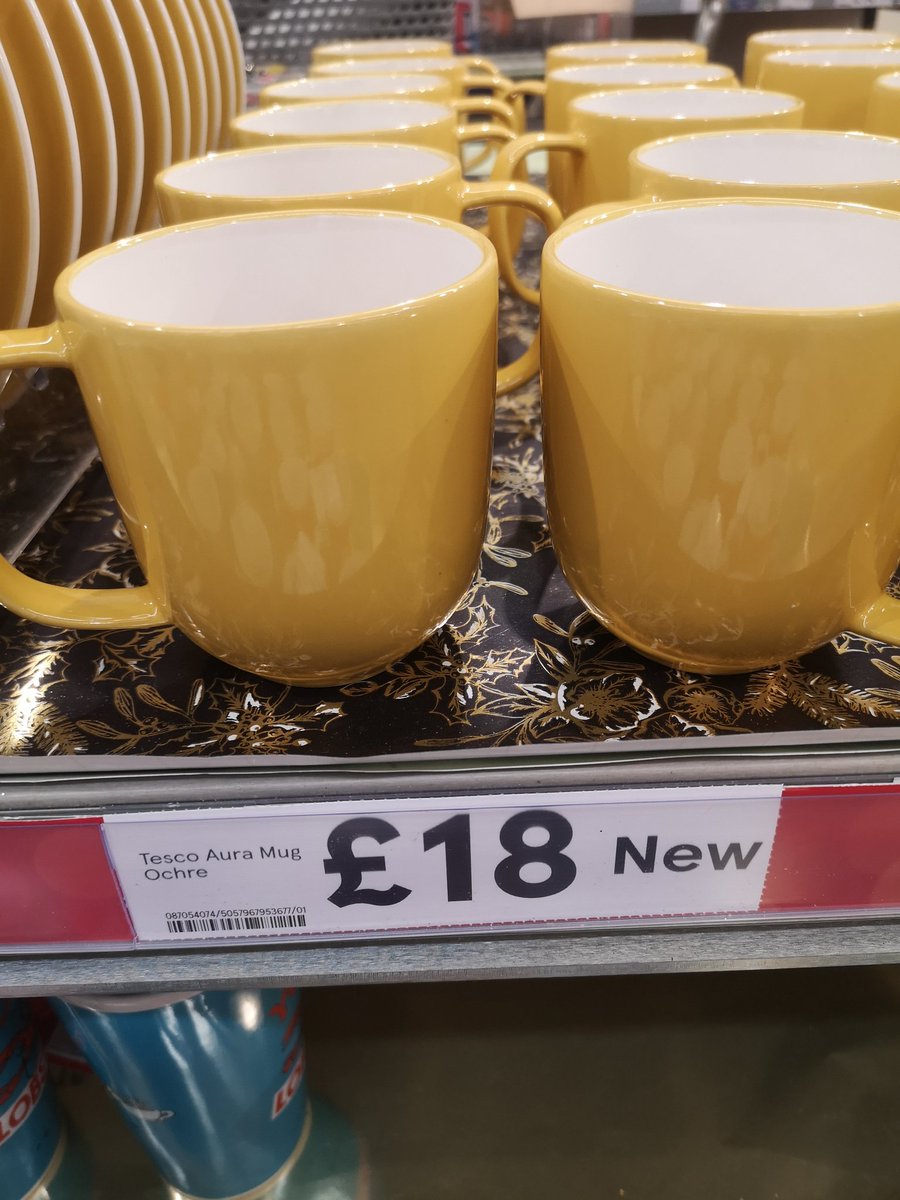 Tesco Aura Mug
Ochre
£18 New
087054074/5057967953677/01